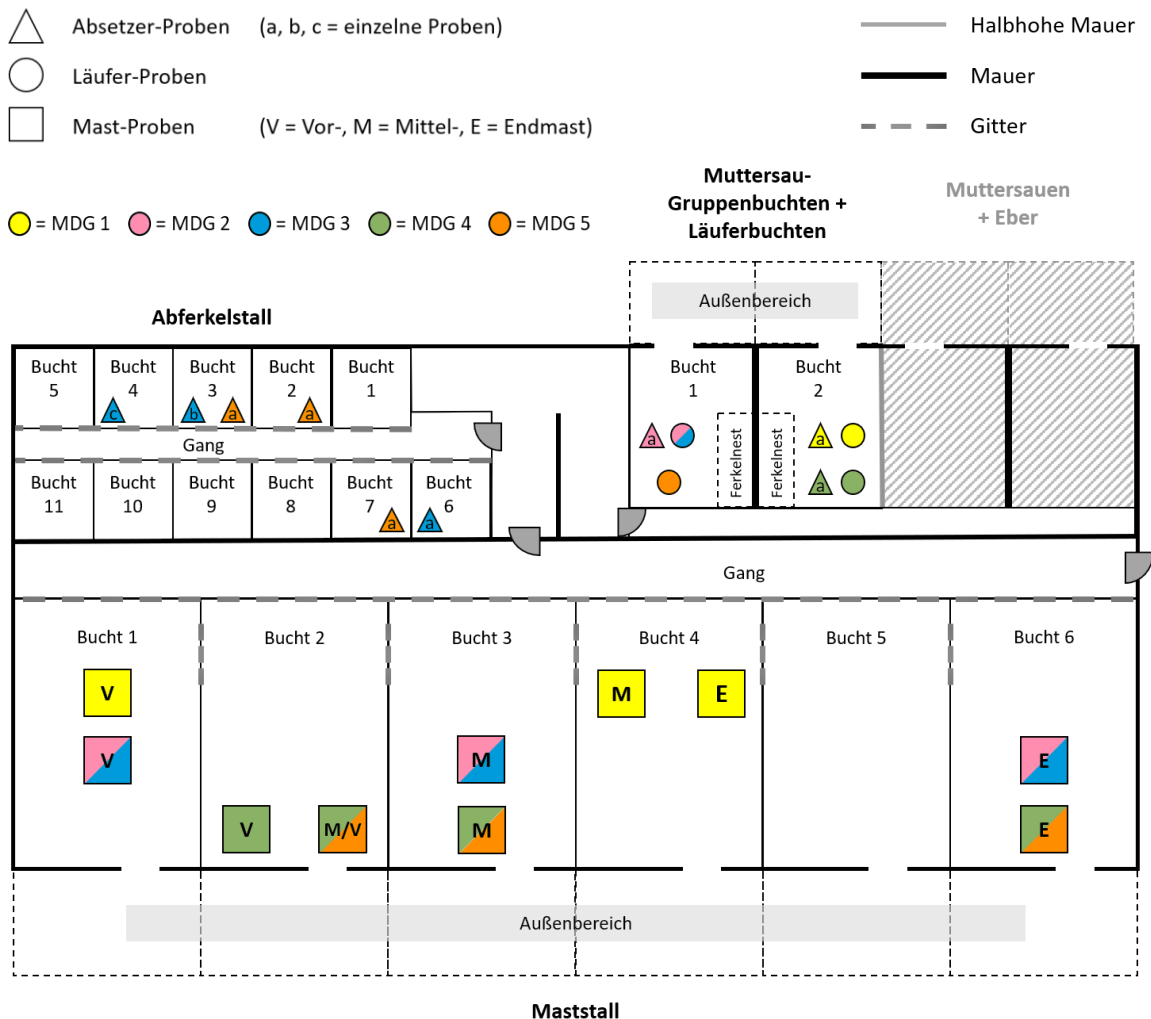 Absetzer-Proben (a, b, c = einzelne Proben)
Halbhohe Mauer
Läufer-Proben
Mauer
Mast-Proben (V = Vor-, M = Mittel-, E = Endmast)
Gitter
Muttersau-
Gruppenbuchten +
Läuferbuchten
Muttersauen
+ Eber
= MDG 1 = MDG 2 = MDG 3 = MDG 4 = MDG 5
Außenbereich
Abferkelstall
Bucht 5
Bucht 4
c
Bucht 3
b a
Bucht 2
a
Bucht 1
Gang
Bucht 11
Bucht 10
Bucht 9
Bucht 8
Bucht 7
a
Bucht 6
a
Bucht 1
a
Ferkelnest
Bucht 2
Ferkelnest
a
a
Gang
Bucht 1 Bucht 2 Bucht 3 Bucht 4 Bucht 5 Bucht 6
V M E
V M E
V M/V M E
Außenbereich
Maststall